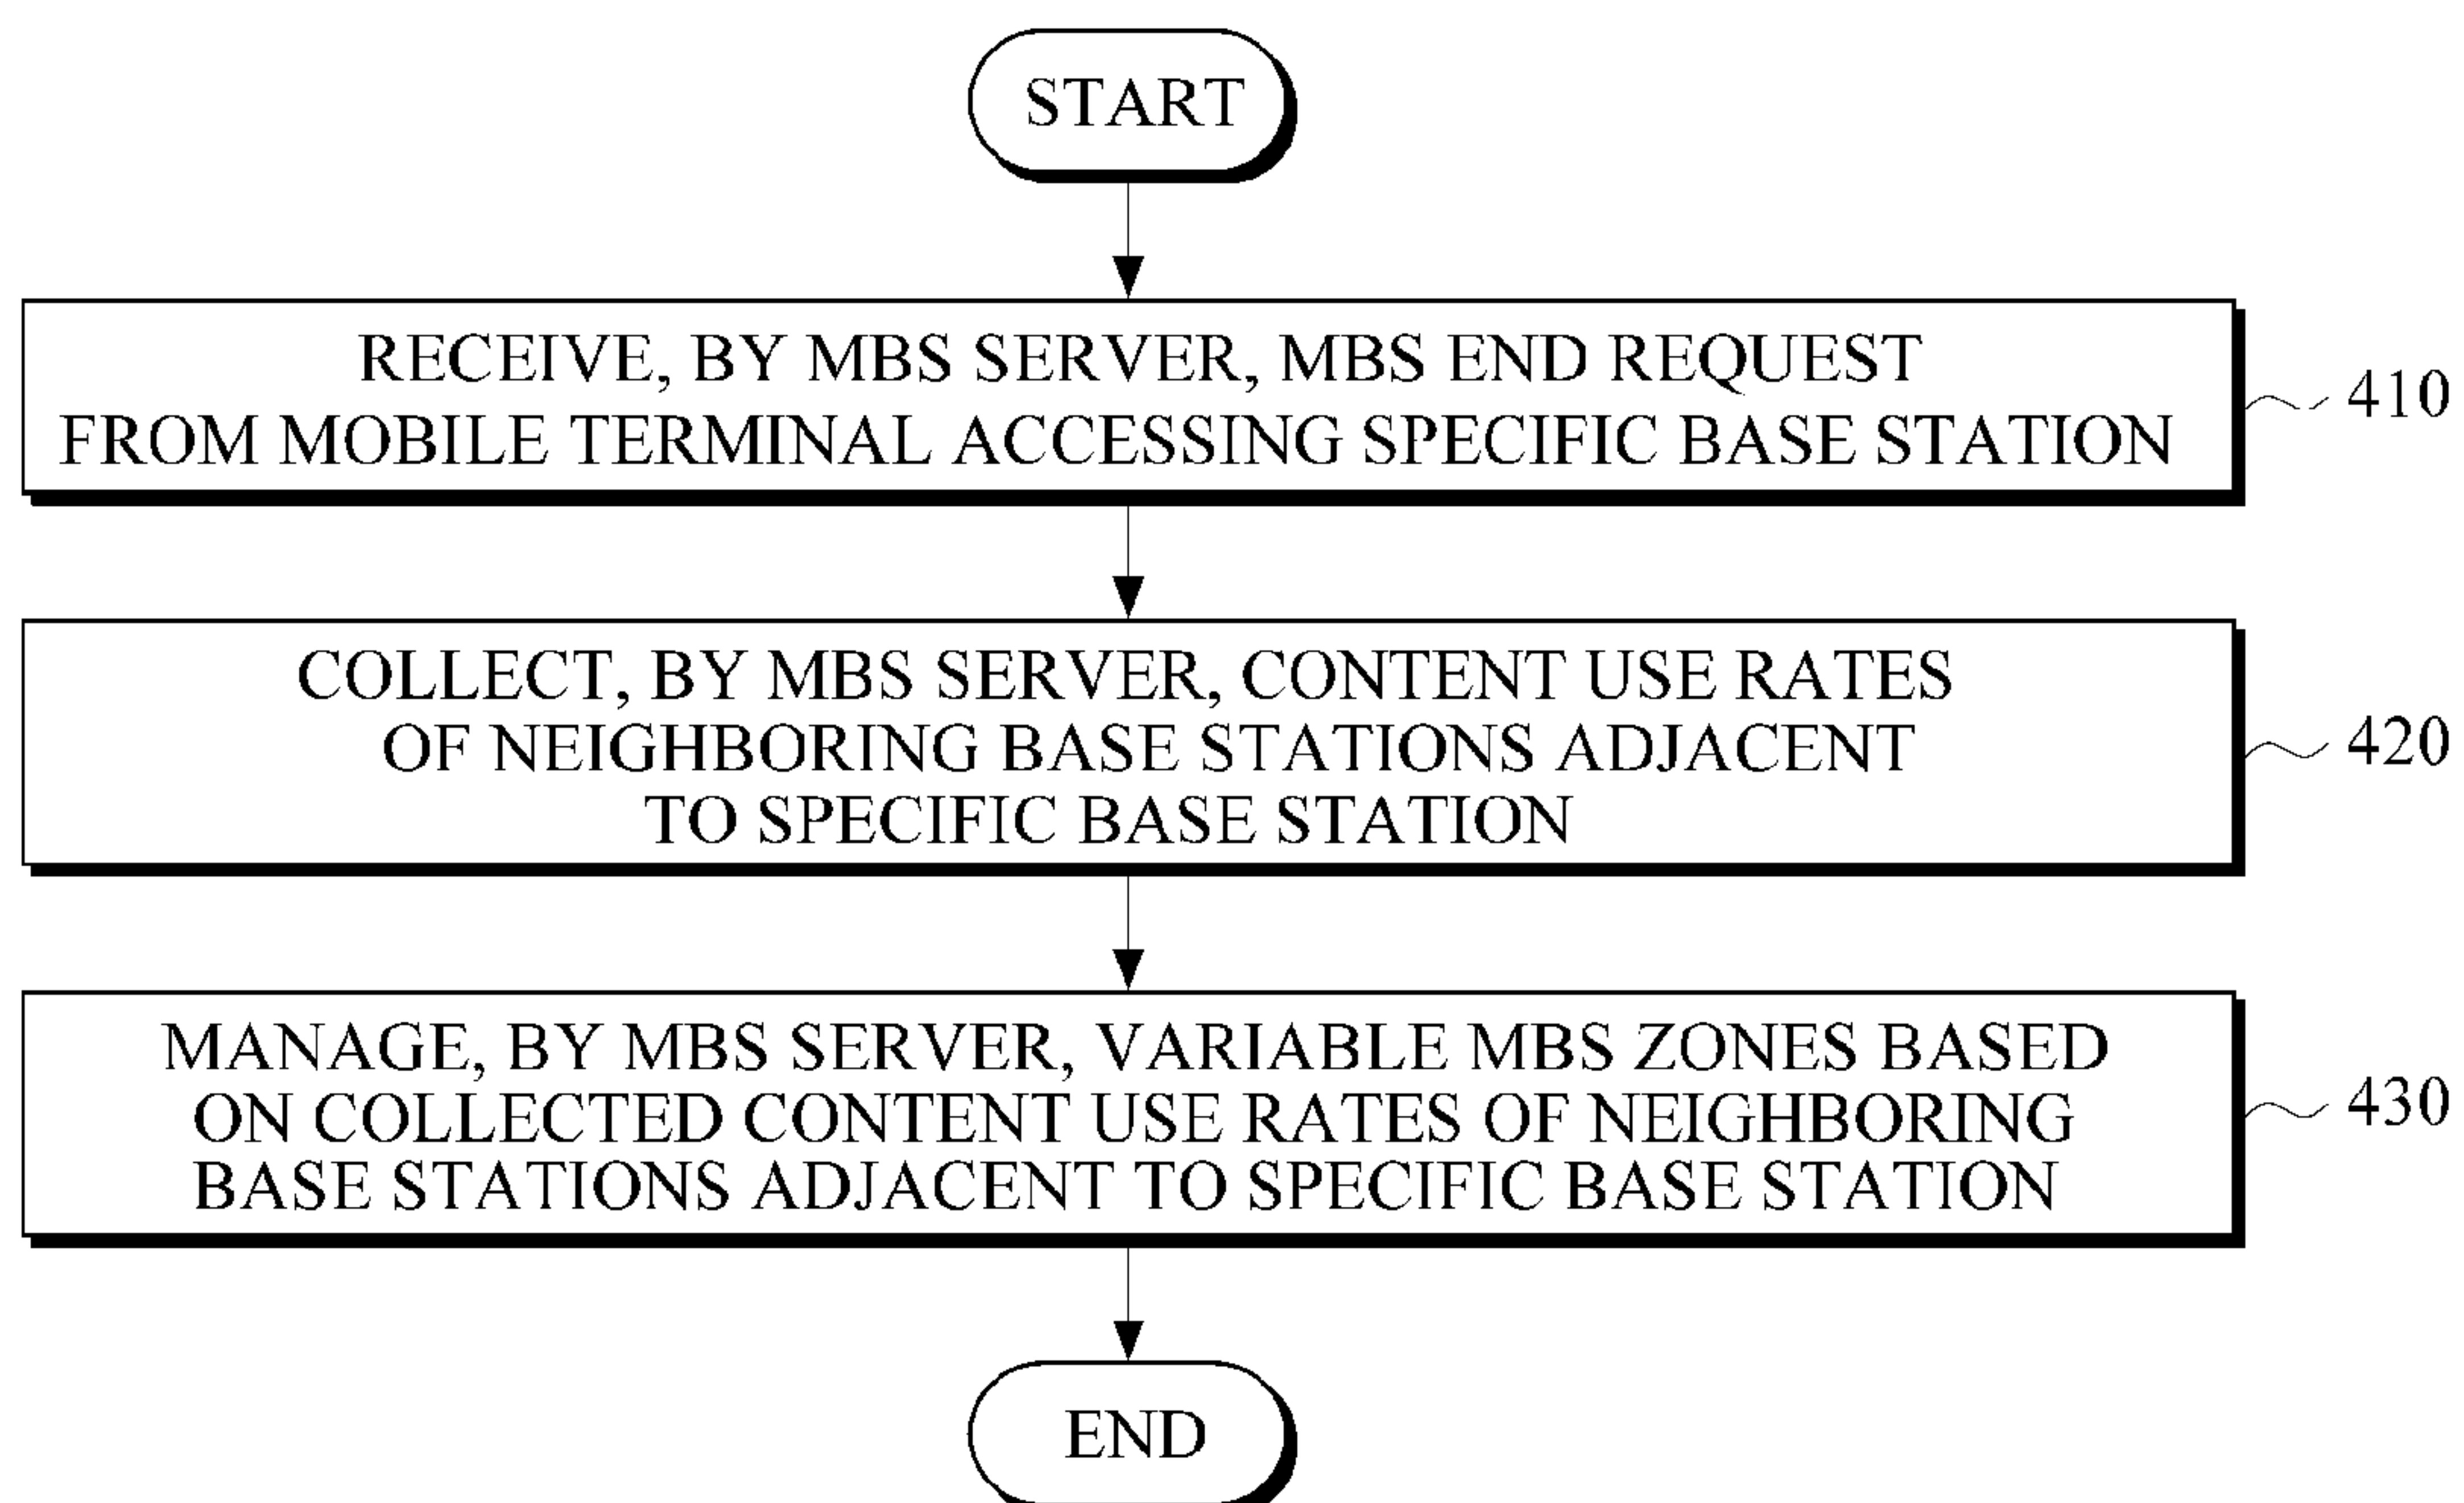 START
RECEIVE, BY MBS SERVER, MBS END REQUEST
FROM MOBILE TERMINAL ACCESSING SPECIFIC BASE STATION
410
COLLECT, BY MBS SERVER, CONTENT USE RATES
OF NEIGHBORING BASE STATIONS ADJACENT
TO SPECIFIC BASE STATION
420
MANAGE, BY MBS SERVER, VARIABLE MBS ZONES BASED
ON COLLECTED CONTENT USE RATES OF NEIGHBORING
BASE STATIONS ADJACENT TO SPECIFIC BASE STATION
430
END